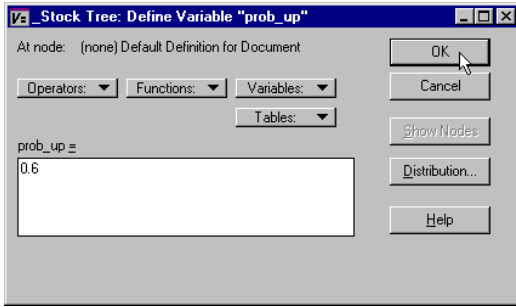 V= _Stock Tree: Define Variable "prob_up"
At node: (none) Default Definition for Document
OK
Operators: Functions: Variables:
Cancel
Tables:
Show Nodes
prob_up =
0.6
Distribution...
Help